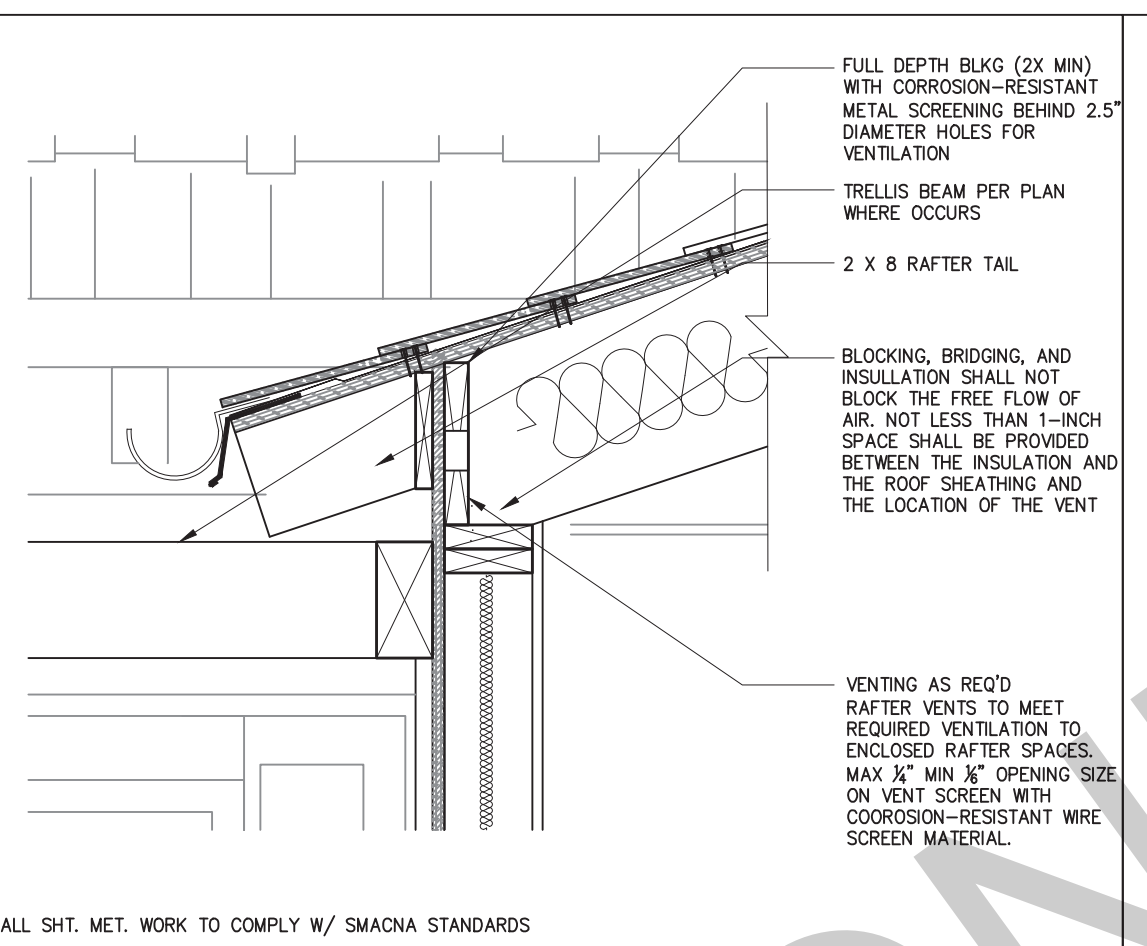 FULL DEPTH BLKG (2X MIN)
WITH CORROSION-RESISTANT
METAL SCREENING BEHIND 2.5"
DIAMETER HOLES FOR
VENTILATION
TRELLIS BEAM PER PLAN
WHERE OCCURS
2 X 8 RAFTER TAIL
BLOCKING, BRIDGING, AND
INSULLATION SHALL NOT
BLOCK THE FREE FLOW OF
AIR. NOT LESS THAN 1-INCH
SPACE SHALL BE PROVIDED
BETWEEN THE INSULATION AND
THE ROOF SHEATHING AND
THE LOCATION OF THE VENT
VENTING AS REQ'D
RAFTER VENTS TO MEET
REQUIRED VENTILATION TO
ENCLOSED RAFTER SPACES.
MAX ¼" MIN ⅙" OPENING SIZE
ON VENT SCREEN WITH
COOROSION-RESISTANT WIRE
SCREEN MATERIAL.
ALL SHT. MET. WORK TO COMPLY W/ SMACNA STANDARDS